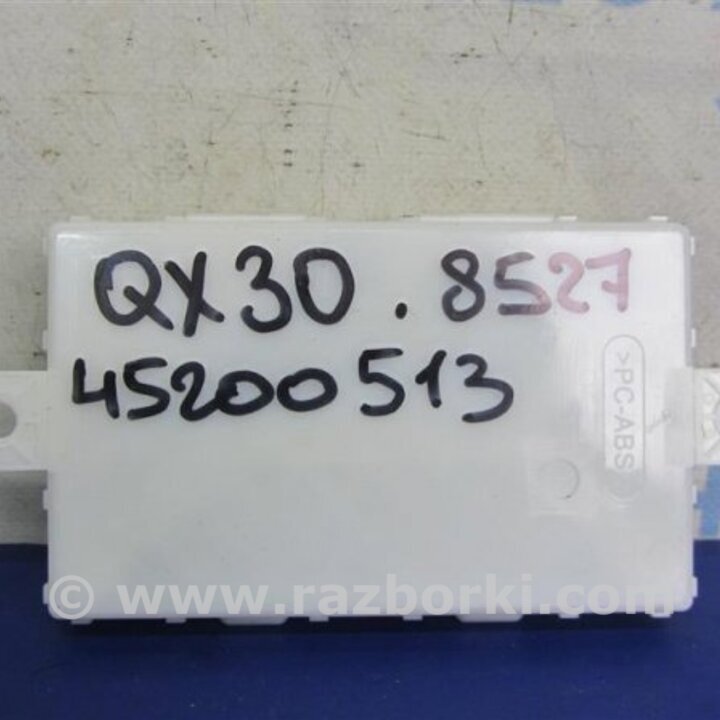 QX30 . 8527
45200513
>PC-ABS
© www.razborki.com